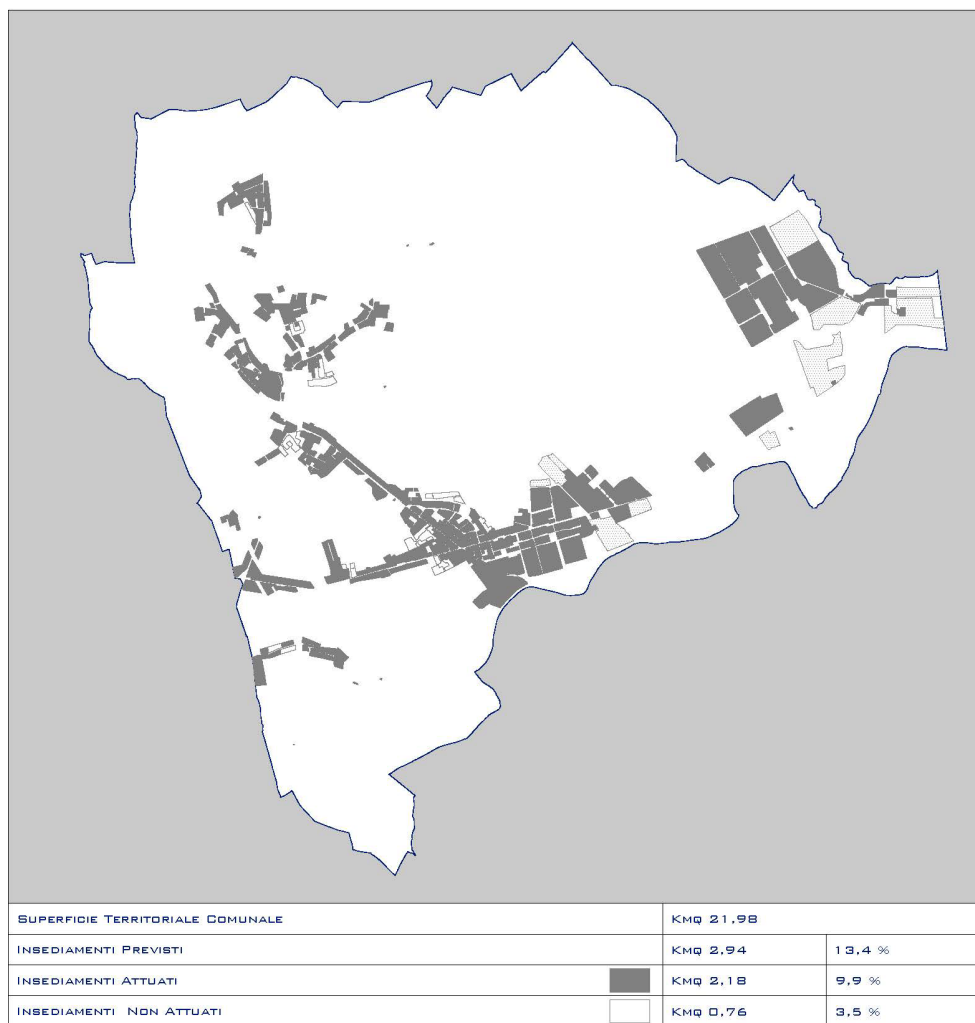 SUPERFICIE TERRITORIALE COMUNALE KMQ 21,98
INSEDIAMENTI PREVISTI KMQ 2,94 13,4 %
INSEDIAMENTI ATTUATI KMQ 2,18 9,9 %
INSEDIAMENTI NON ATTUATI KMQ 0,76 3,5 %